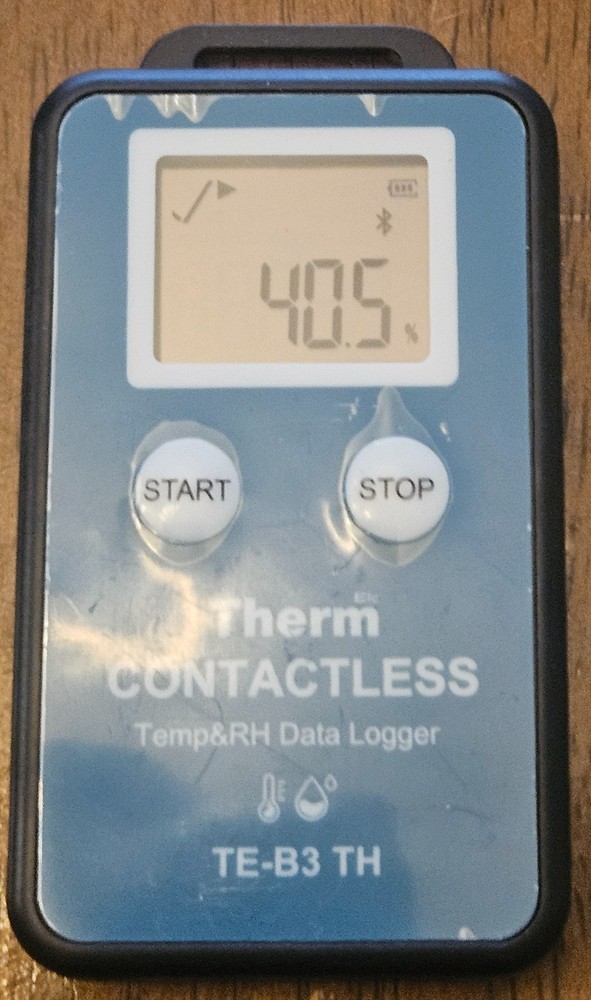 40.5 %
START STOP
Therm Elc
CONTACTLESS
Temp&RH Data Logger
TE-B3 TH